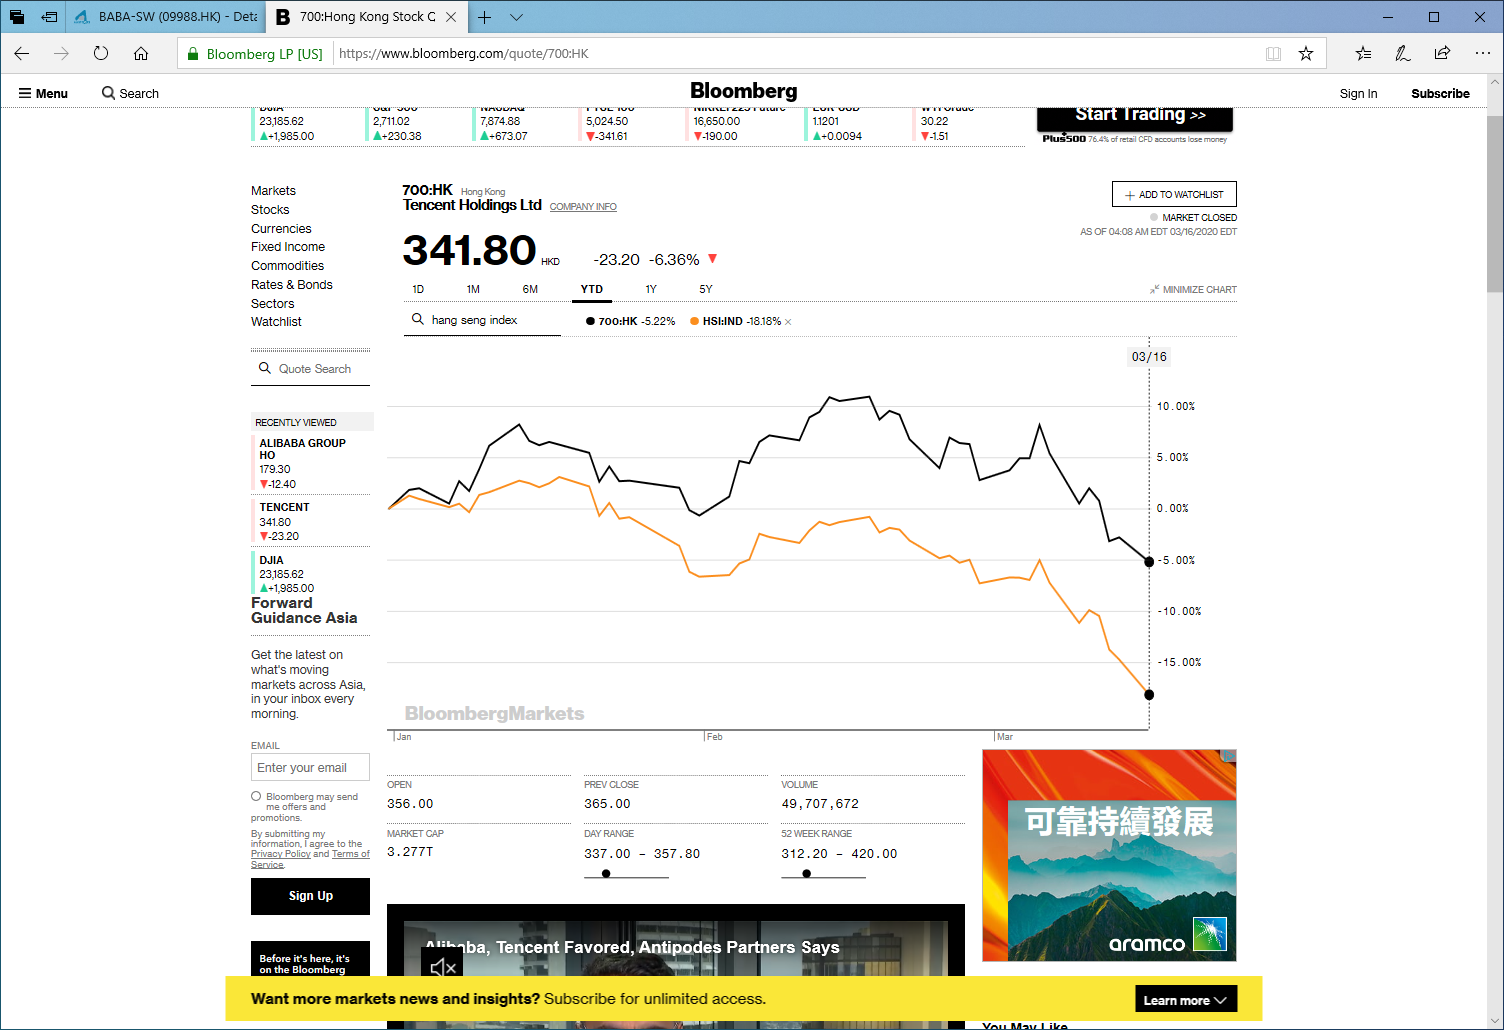 BABA-SW (09988.HK) - Deta
700:Hong Kong Stock Q
Bloomberg LP [US]
https://www.bloomberg.com/quote/700:HK
Menu
Search
Bloomberg
Sign In
Subscribe
DJIA
S&P 500
NASDAQ
FTSE 100
NIKKEI 225 Future
EUR-USD
WTI Crude
23,185.62
2,711.02
7,874.88
5,024.50
16,650.00
1.1201
30.22
▲+1,985.00
▲+230.38
▲+673.07
▼-341.61
▼-190.00
▲+0.0094
▼-1.51
Start Trading >>
Plus500 76.4% of retail CFD accounts lose money
Markets
Stocks
Currencies
Fixed Income
Commodities
Rates & Bonds
Sectors
Watchlist
Quote Search
RECENTLY VIEWED
ALIBABA GROUP
HO
179.30
▼-12.40
TENCENT
341.80
▼-23.20
DJIA
23,185.62
▲+1,985.00
Forward
Guidance Asia
Get the latest on
what's moving
markets across Asia,
in your inbox every
morning.
EMAIL
Enter your email
Bloomberg may send
me offers and
promotions.
By submitting my
information, I agree to the
Privacy Policy and Terms of
Service.
Sign Up
Before it's here, it's
on the Bloomberg
700:HK Hong Kong
Tencent Holdings Ltd COMPANY INFO
341.80 HKD -23.20 -6.36% ▼
+ ADD TO WATCHLIST
MARKET CLOSED
AS OF 04:08 AM EDT 03/16/2020 EDT
1D 1M 6M YTD 1Y 5Y
MINIMIZE CHART
hang seng index
700:HK -5.22%
HSI:IND -18.18% ×
03/16
10.00%
5.00%
0.00%
-5.00%
-10.00%
-15.00%
BloombergMarkets
Jan
Feb
Mar
OPEN
356.00
PREV CLOSE
365.00
VOLUME
49,707,672
MARKET CAP
3.277T
DAY RANGE
337.00 - 357.80
52 WEEK RANGE
312.20 - 420.00
可靠持續發展
aramco
Alibaba, Tencent Favored, Antipodes Partners Says
Want more markets news and insights? Subscribe for unlimited access.
Learn more
You May Like